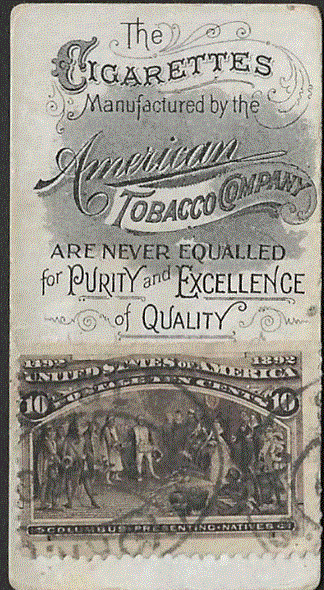 The
CIGARETTES
Manufactured by the
American
TOBACCO COMPANY
ARE NEVER EQUALLED
for PURITY and EXCELLENCE
of QUALITY
1492 1892
UNITED STATES OF AMERICA
10 POSTAGE TEN CENTS 10
COLUMBUS PRESENTING NATIVES